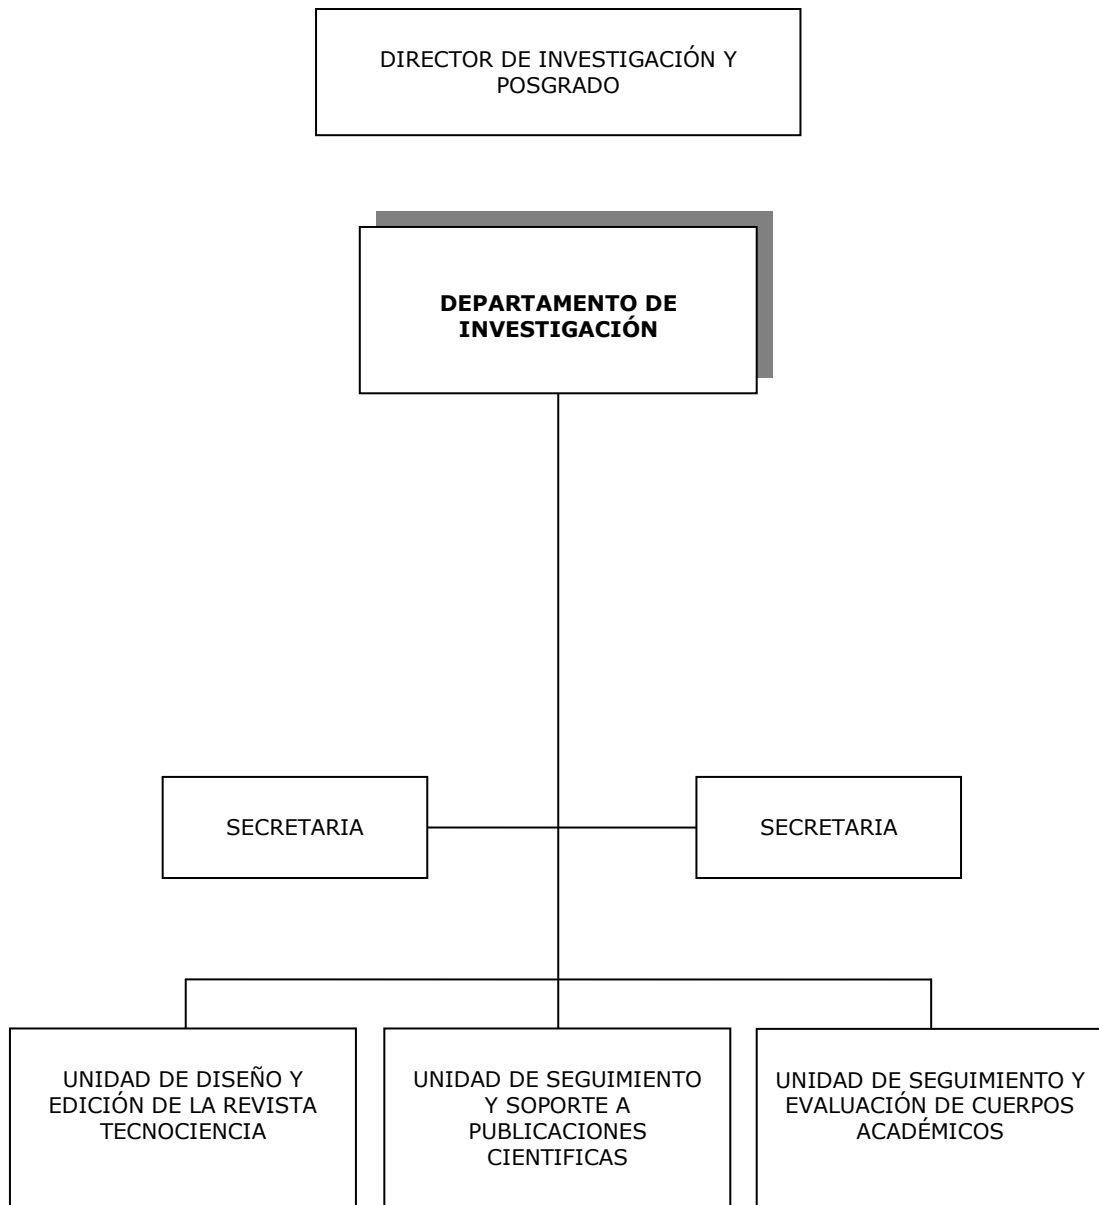 DIRECTOR DE INVESTIGACIÓN Y
POSGRADO
DEPARTAMENTO DE
INVESTIGACIÓN
SECRETARIA
SECRETARIA
UNIDAD DE DISEÑO Y
EDICIÓN DE LA REVISTA
TECNOCIENCIA
UNIDAD DE SEGUIMIENTO
Y SOPORTE A
PUBLICACIONES
CIENTIFICAS
UNIDAD DE SEGUIMIENTO Y
EVALUACIÓN DE CUERPOS
ACADÉMICOS